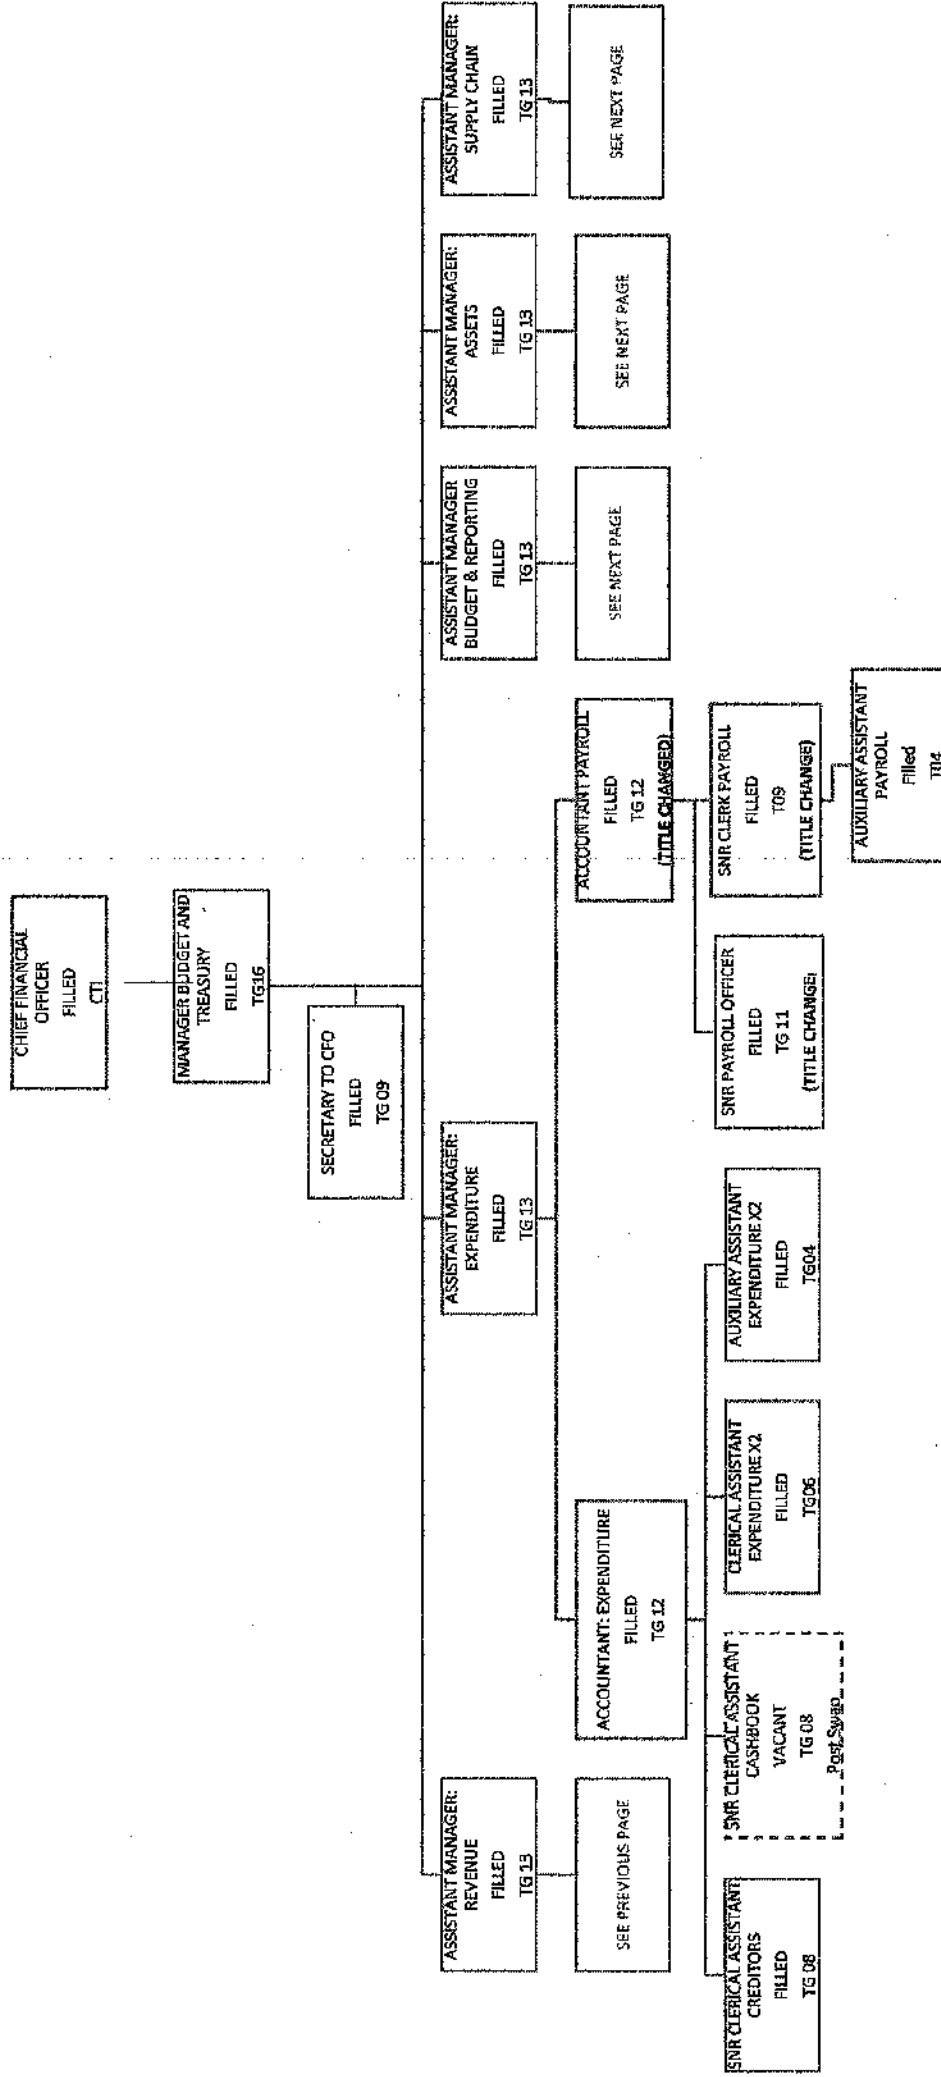 CHIEF FINANCIAL
OFFICER
FILLED
CTI
MANAGER BUDGET AND
TREASURY
FILLED
TG16
SECRETARY TO CFO
FILLED
TG 09
ASSISTANT MANAGER:
REVENUE
FILLED
TG 13
ASSISTANT MANAGER:
EXPENDITURE
FILLED
TG 13
ASSISTANT MANAGER
BUDGET & REPORTING
FILLED
TG 13
ASSISTANT MANAGER:
ASSETS
FILLED
TG 13
ASSISTANT MANAGER:
SUPPLY CHAIN
FILLED
TG 13
SEE PREVIOUS PAGE
ACCOUNTANT: EXPENDITURE
FILLED
TG 12
ACCOUNTANT PAYROLL
FILLED
TG 12
(TITLE CHANGED)
SEE NEXT PAGE
SEE NEXT PAGE
SEE NEXT PAGE
SNR CLERICAL ASSISTANT
CREDITORS
FILLED
TG 08
SNR CLERICAL ASSISTANT
CASHBOOK
VACANT
TG 08
Post Swap
CLERICAL ASSISTANT
EXPENDITURE X2
FILLED
TG06
AUXILIARY ASSISTANT
EXPENDITURE X2
FILLED
TG04
SNR PAYROLL OFFICER
FILLED
TG 11
(TITLE CHANGE)
SNR CLERK PAYROLL
FILLED
T09
(TITLE CHANGE)
AUXILIARY ASSISTANT
PAYROLL
Filled
T04